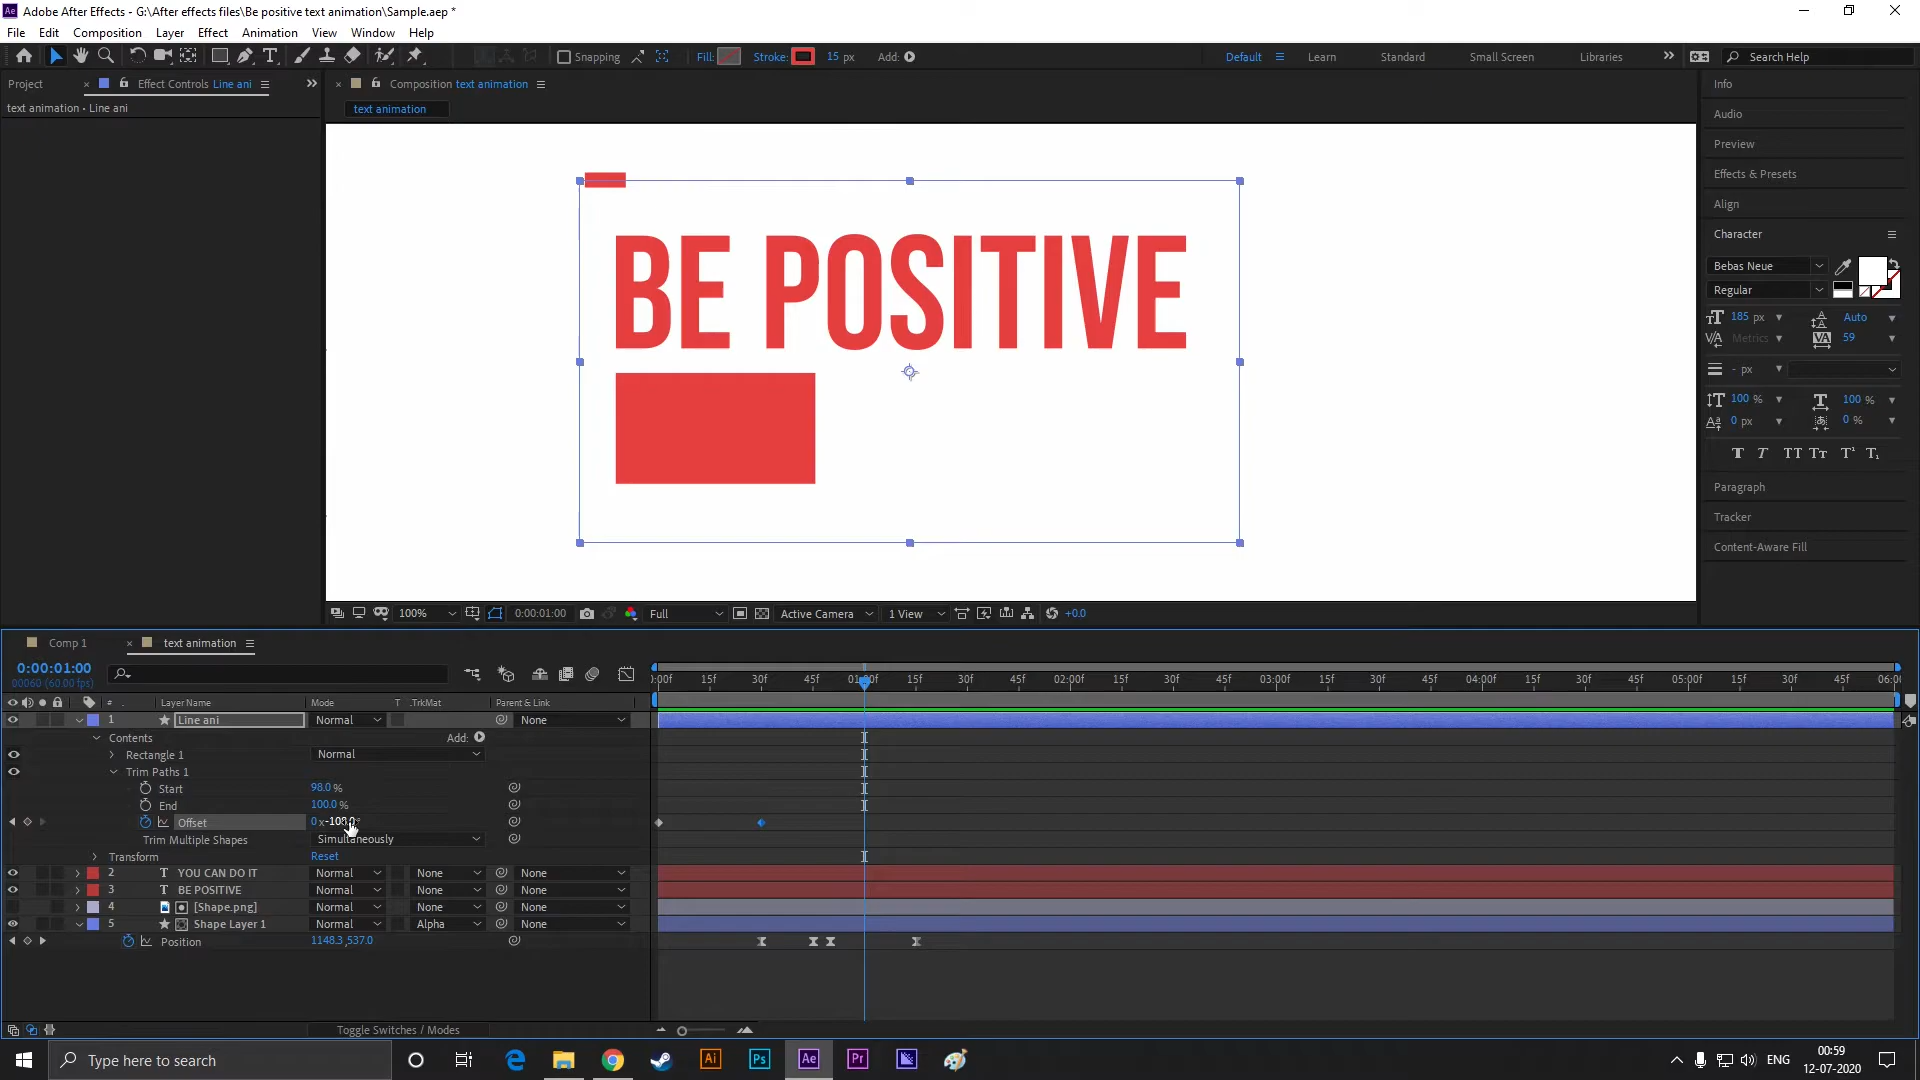 Adobe After Effects - G:\After effects files\Be positive text animation\Sample.aep *
File Edit Composition Layer Effect Animation View Window Help
Snapping Fill: Stroke: 15 px Add: Default Learn Standard Small Screen Libraries Search Help
Project Effect Controls Line ani Composition text animation Info
text animation • Line ani text animation
Audio
Preview
Effects & Presets
Align
Character
Bebas Neue
Regular
185 px Auto
Metrics 59
- px
100 % 100 %
0 px 0 %
Paragraph
Tracker
Content-Aware Fill
BE POSITIVE
100% 0:00:01:00 Full Active Camera 1 View +0.0
Comp 1 text animation
0:00:01:00
00060 (60.00 fps)
:00f 15f 30f 45f 01:00f 15f 30f 45f 02:00f 15f 30f 45f 03:00f 15f 30f 45f 04:00f 15f 30f 45f 05:00f 15f 30f 45f 06:00
# . Layer Name Mode T .TrkMat Parent & Link
1 Line ani Normal None
Contents Add:
Rectangle 1 Normal
Trim Paths 1
Start 98.0 %
End 100.0 %
Offset 0 x-108.0°
Trim Multiple Shapes Simultaneously
Transform Reset
2 T YOU CAN DO IT Normal None None
3 T BE POSITIVE Normal None None
4 [Shape.png] Normal None None
5 Shape Layer 1 Normal Alpha None
Position 1148.3,537.0
Toggle Switches / Modes
Type here to search
Ai Ps Ae Pr
ENG
00:59
12-07-2020